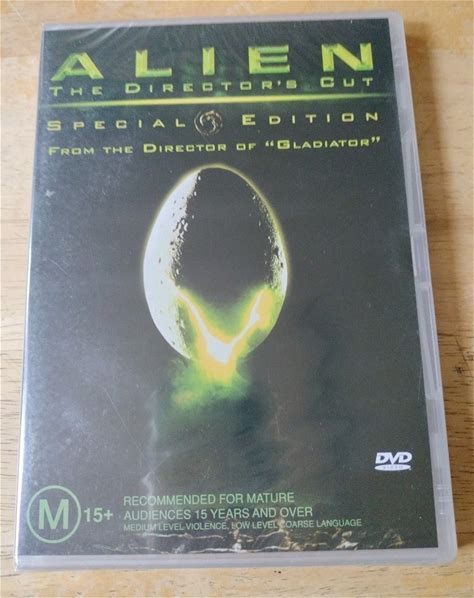 ALIEN
THE DIRECTOR'S CUT
SPECIAL EDITION
FROM THE DIRECTOR OF "GLADIATOR"
DVD
VIDEO
M 15+
RECOMMENDED FOR MATURE
AUDIENCES 15 YEARS AND OVER
MEDIUM LEVEL VIOLENCE, LOW LEVEL COARSE LANGUAGE